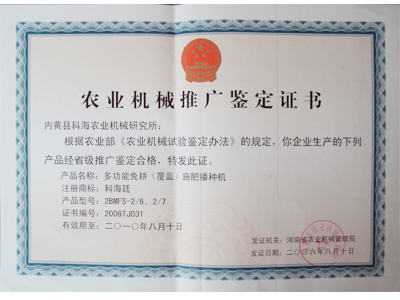 农业机械推广鉴定证书
内黄县科海农业机械研究所：
根据农业部《农业机械试验鉴定办法》的规定，你企业生产的下列
产品经省级推广鉴定合格，特发此证。
产品名称：多功能免耕（覆盖）施肥播种机
注册商标：科海廷
产品型号：2BMFS-2/6、2/7
证书编号：2006TJ031
有效期至：二〇一〇年八月十日
发证机关：河南省农业机械管理局
发证日期：二〇〇六年八月十日